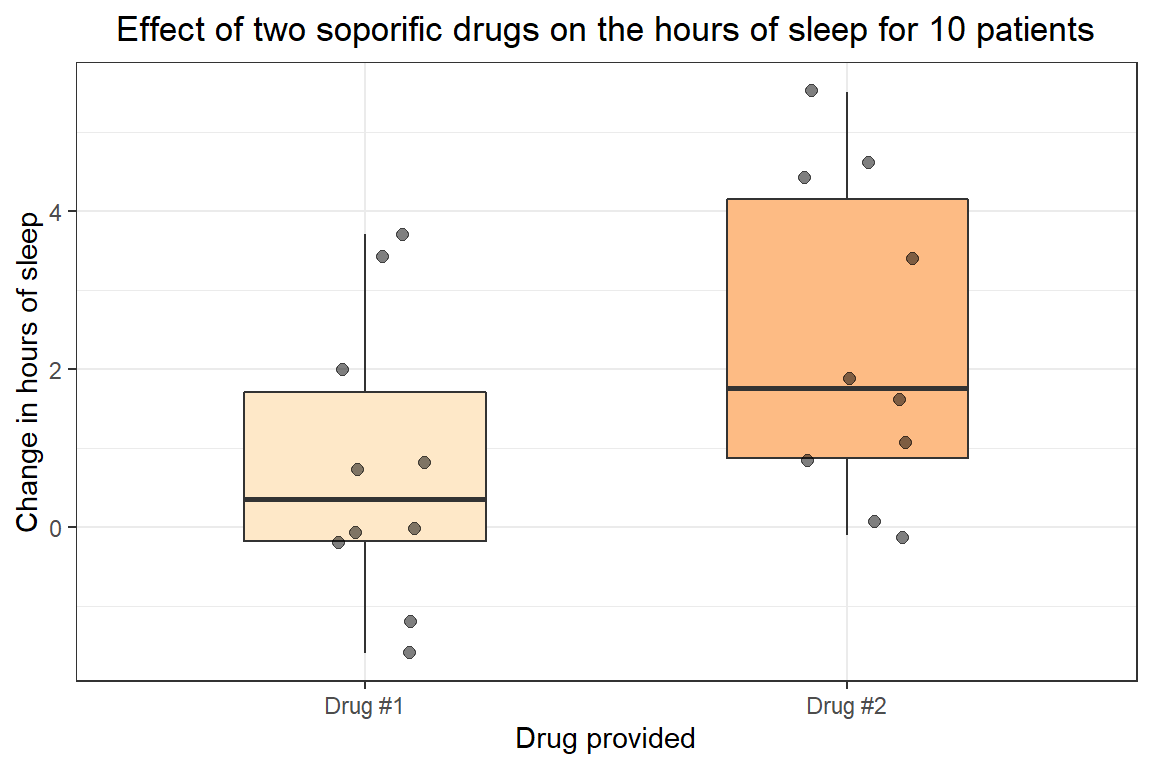 Effect of two soporific drugs on the hours of sleep for 10 patients
Change in hours of sleep
4
2
0
Drug #1
Drug #2
Drug provided